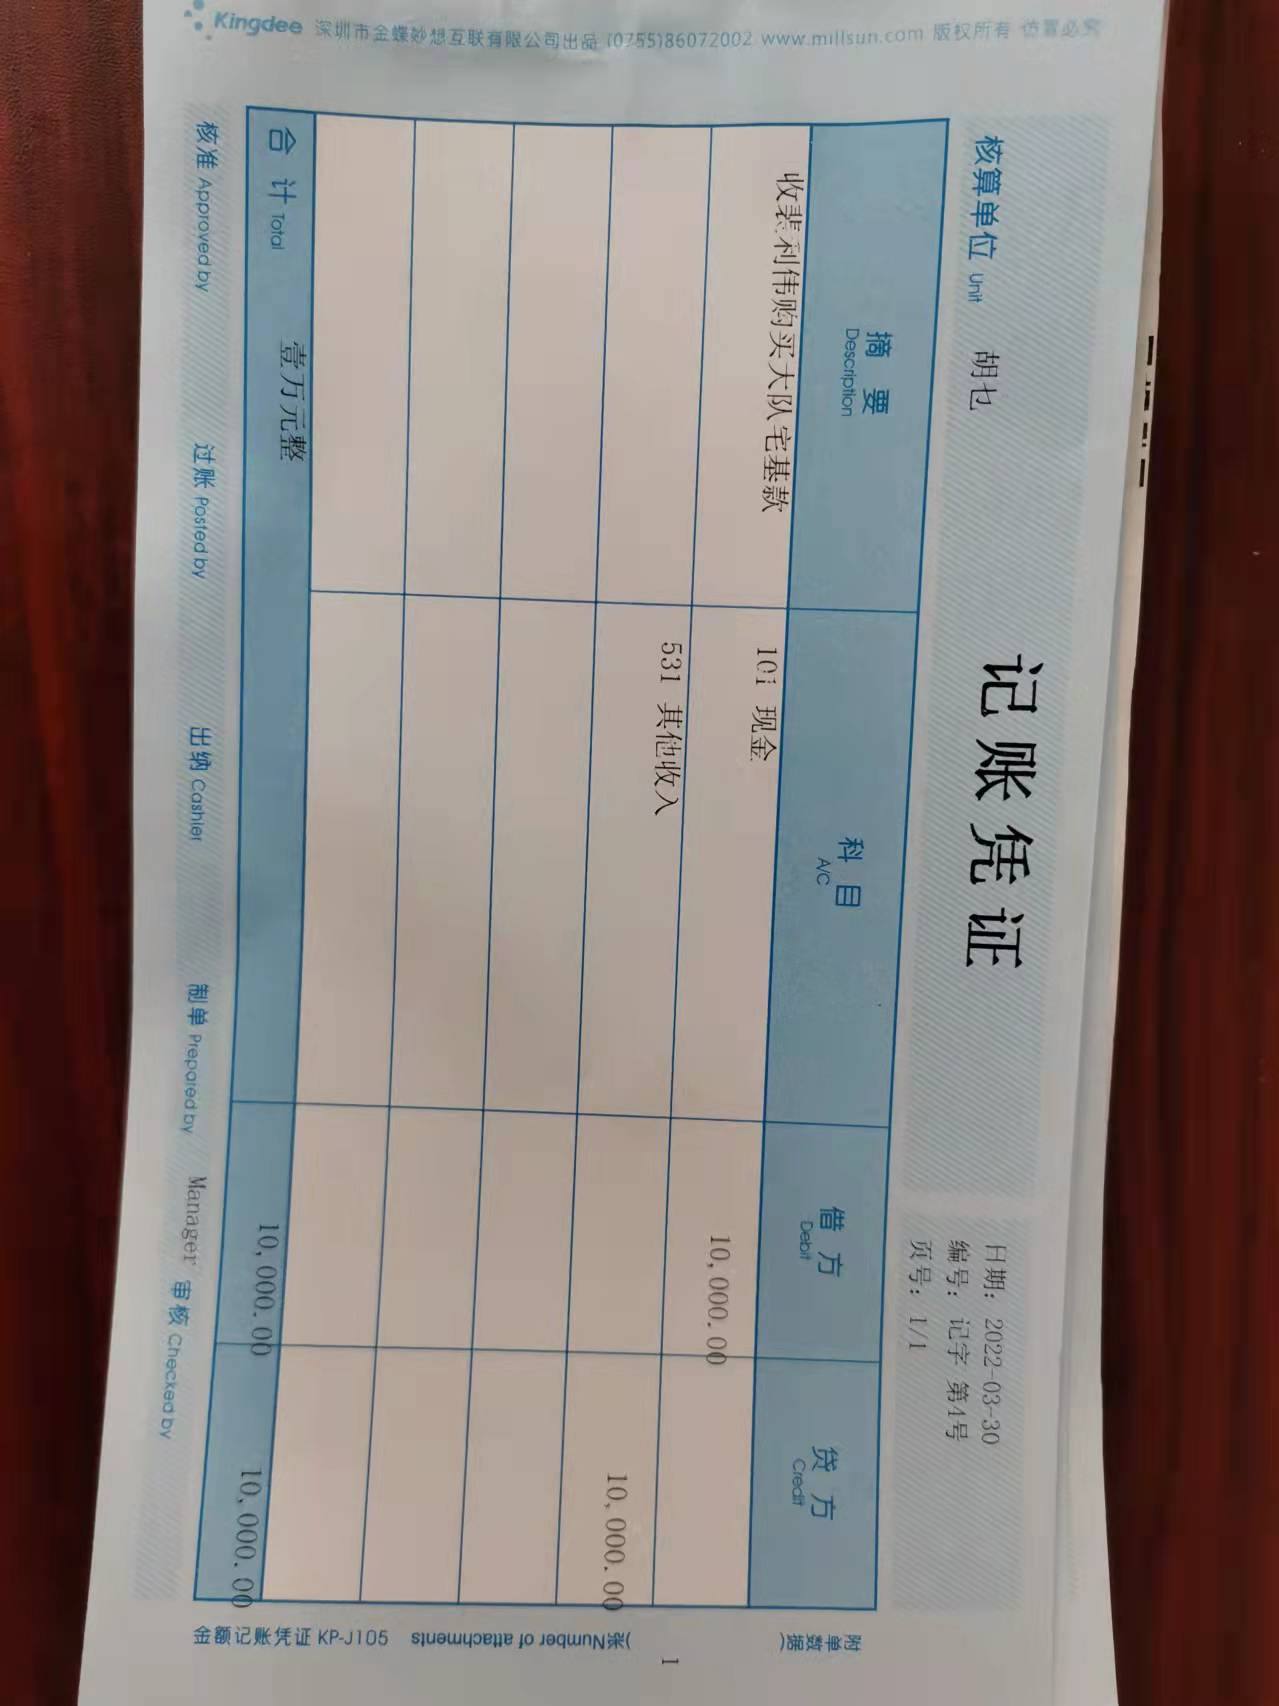 记账凭证
核算单位 Unit 胡乜
日期: 2022-03-30
编号: 记字 第4号
页号: 1/1
摘要 Description 科目 A/C 借方 Debit 贷方 Credit
收裴利伟购买大队宅基款 101 现金 10,000.00
531 其他收入 10,000.00
合计 Total 壹万元整 10,000.00 10,000.00
附单数据) 1 )张Number of attachments
金额记账凭证 KP-J105
核准 Approved by 过账 Posted by 出纳 Cashier 制单 Prepared by Manager 审核 Checked by
Kingdee 深圳市金蝶妙想互联有限公司出品 (0755)86072002 www.millsun.com 版权所有 仿冒必究